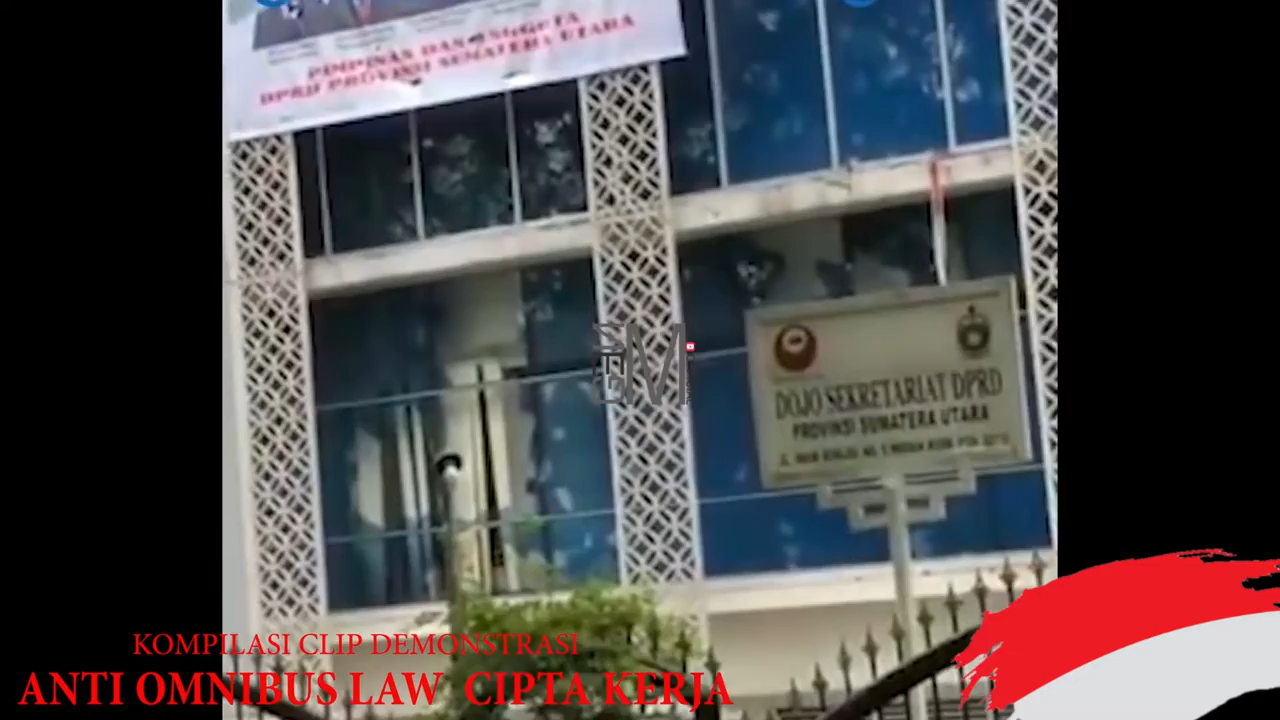 PIMPINAN DAN ANGGOTA
DPRD PROVINSI SUMATERA UTARA
DOJO SEKRETARIAT DPRD
PROVINSI SUMATERA UTARA
KOMPILASI CLIP DEMONSTRASI
ANTI OMNIBUS LAW CIPTA KERJA